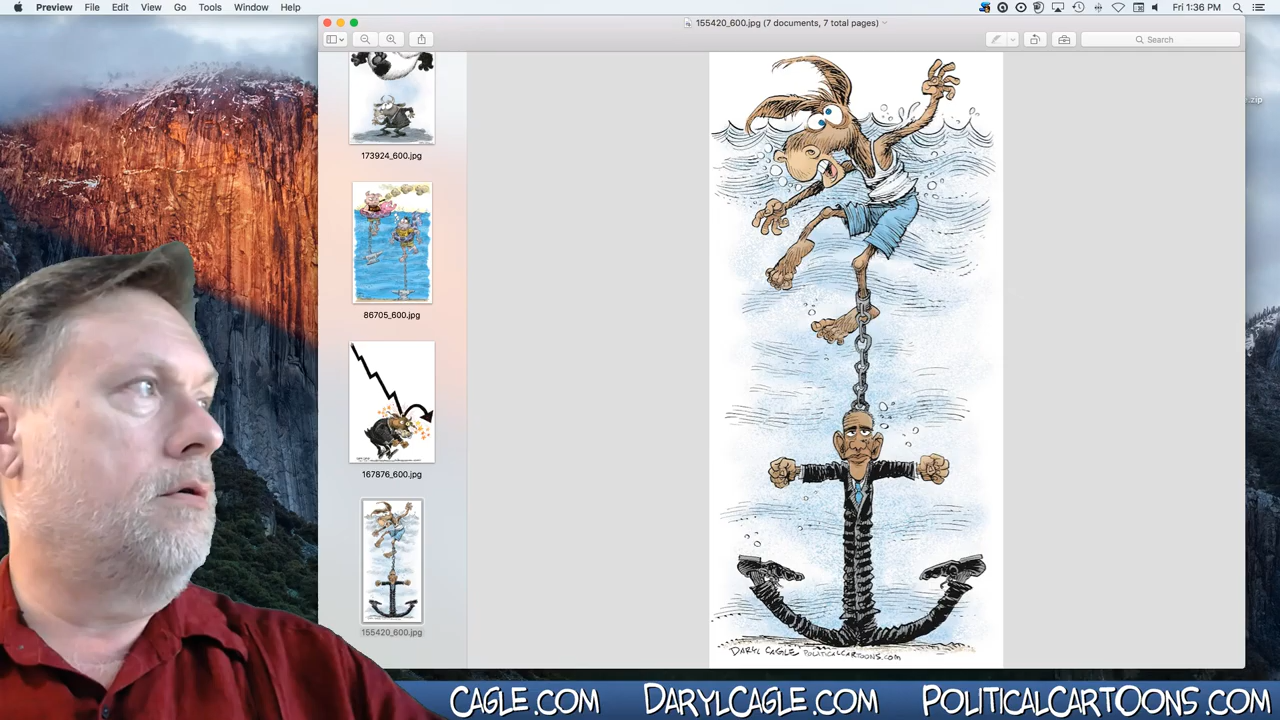 Preview File Edit View Go Tools Window Help
Fri 1:36 PM
155420_600.jpg (7 documents, 7 total pages)
Search
173924_600.jpg
86705_600.jpg
167876_600.jpg
155420_600.jpg
.zip
DARYL CAGLE POLITICALCARTOONS.COM
CAGLE.COM DARYLCAGLE.COM POLITICALCARTOONS.COM